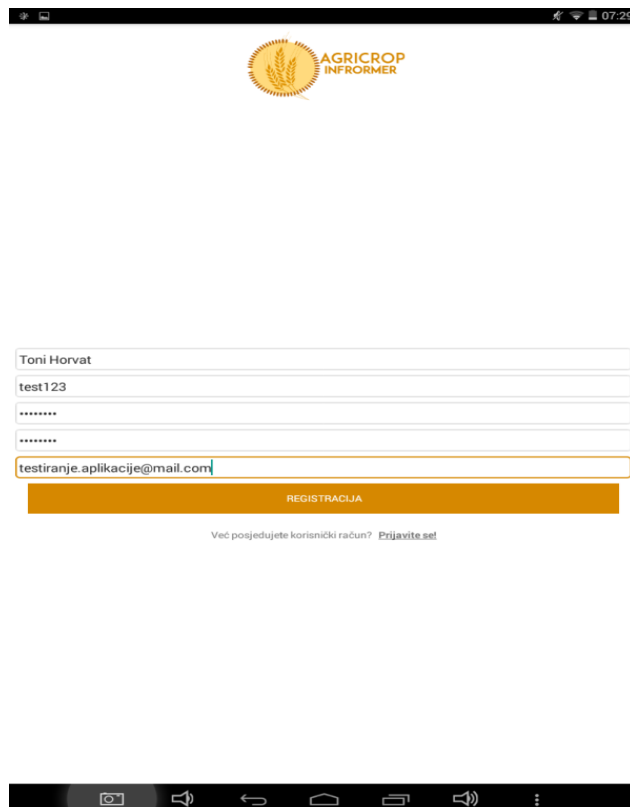 07:29
AGRICROP
INFRORMER
Toni Horvat
test123
••••••••
••••••••
testiranje.aplikacije@mail.com
REGISTRACIJA
Već posjedujete korisnički račun? Prijavite se!